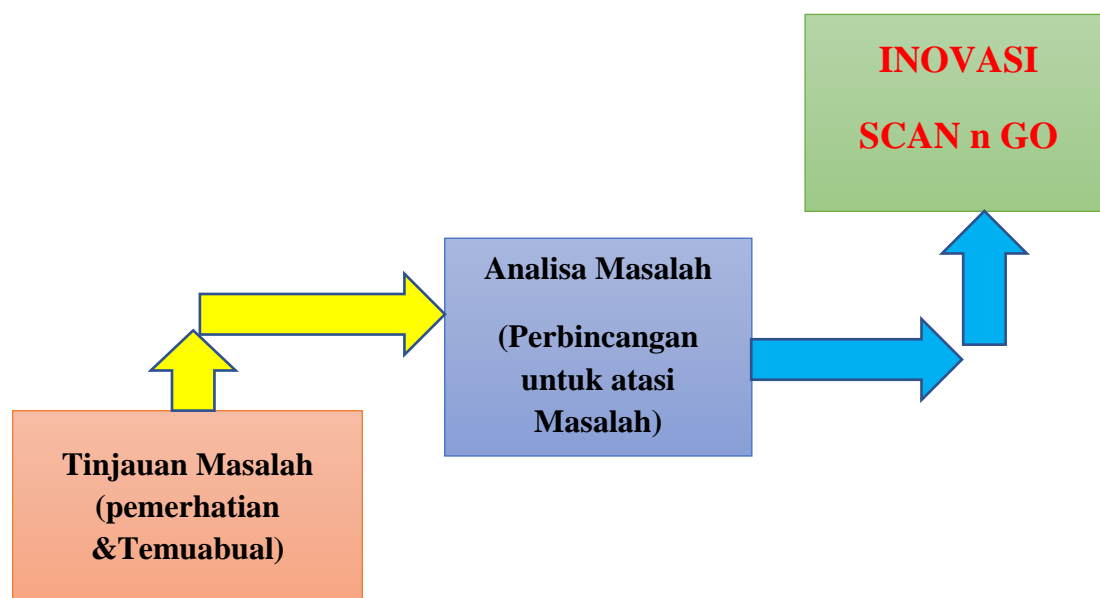 INOVASI
SCAN n GO
Analisa Masalah
(Perbincangan
untuk atasi
Masalah)
Tinjauan Masalah
(pemerhatian
&Temuabual)